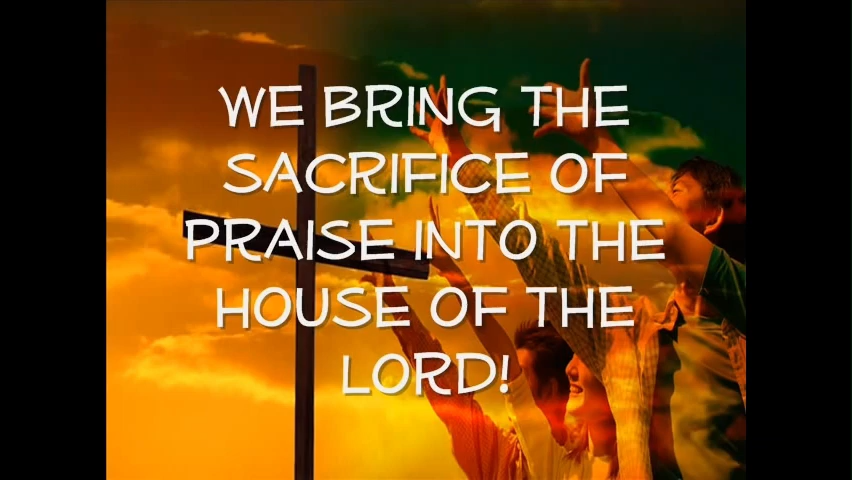 WE BRING THE
SACRIFICE OF
PRAISE INTO THE
HOUSE OF THE
LORD!